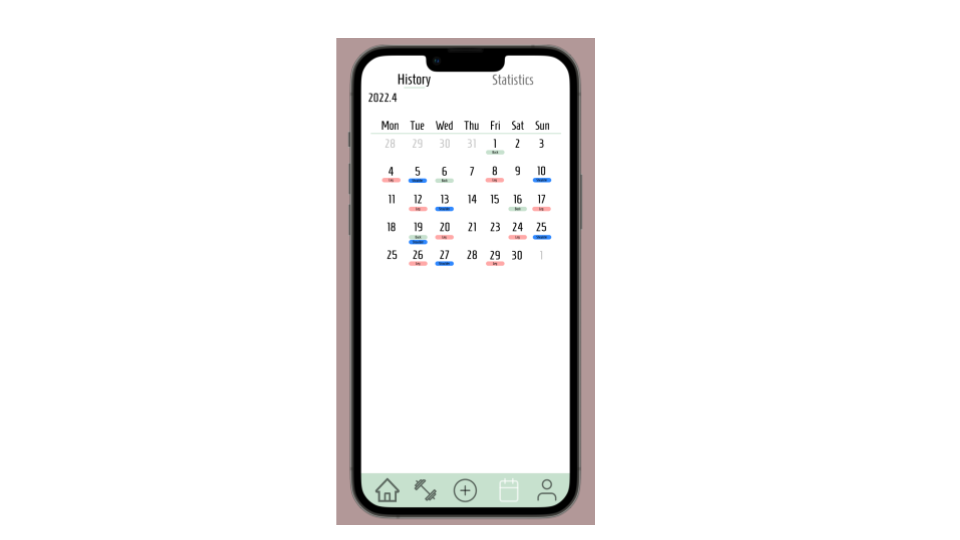 History Statistics
2022.4
Mon Tue Wed Thu Fri Sat Sun
28 29 30 31 1 2 3
4 5 6 7 8 9 10
11 12 13 14 15 16 17
18 19 20 21 23 24 25
25 26 27 28 29 30 1